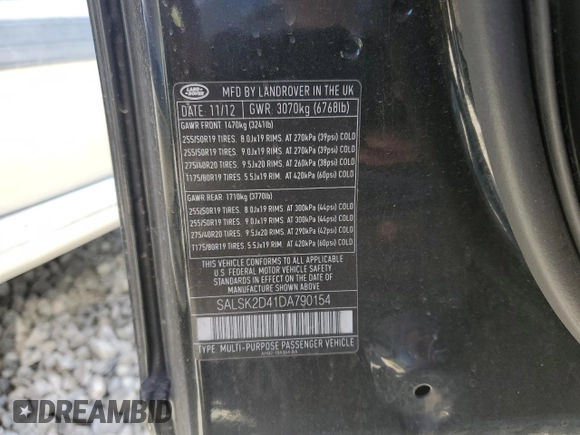 LAND ROVER
MFD BY LANDROVER IN THE UK
DATE 11/12 GWR 3070kg (6768lb)
GAWR FRONT 1470kg (3241lb)
255/50R19 TIRES. 8.0Jx19 RIMS. AT 270kPa (39psi) COLD
255/50R19 TIRES. 9.0Jx19 RIMS. AT 270kPa (39psi) COLD
275/40R20 TIRES. 9.5Jx20 RIMS. AT 260kPa (38psi) COLD
T175/80R19 TIRES. 5.5Jx19 RIM. AT 420kPa (60psi) COLD
GAWR REAR 1710kg (3770lb)
255/50R19 TIRES. 8.0Jx19 RIMS. AT 300kPa (44psi) COLD
255/50R19 TIRES. 9.0Jx19 RIMS. AT 300kPa (44psi) COLD
275/40R20 TIRES. 9.5Jx20 RIMS. AT 290kPa (42psi) COLD
T175/80R19 TIRES. 5.5Jx19 RIM. AT 420kPa (60psi) COLD
THIS VEHICLE CONFORMS TO ALL APPLICABLE
U.S. FEDERAL MOTOR VEHICLE SAFETY
STANDARDS IN EFFECT ON THE DATE OF
MANUFACTURE SHOWN ABOVE
SALSK2D41DA790154
TYPE: MULTI-PURPOSE PASSENGER VEHICLE
DREAMBID